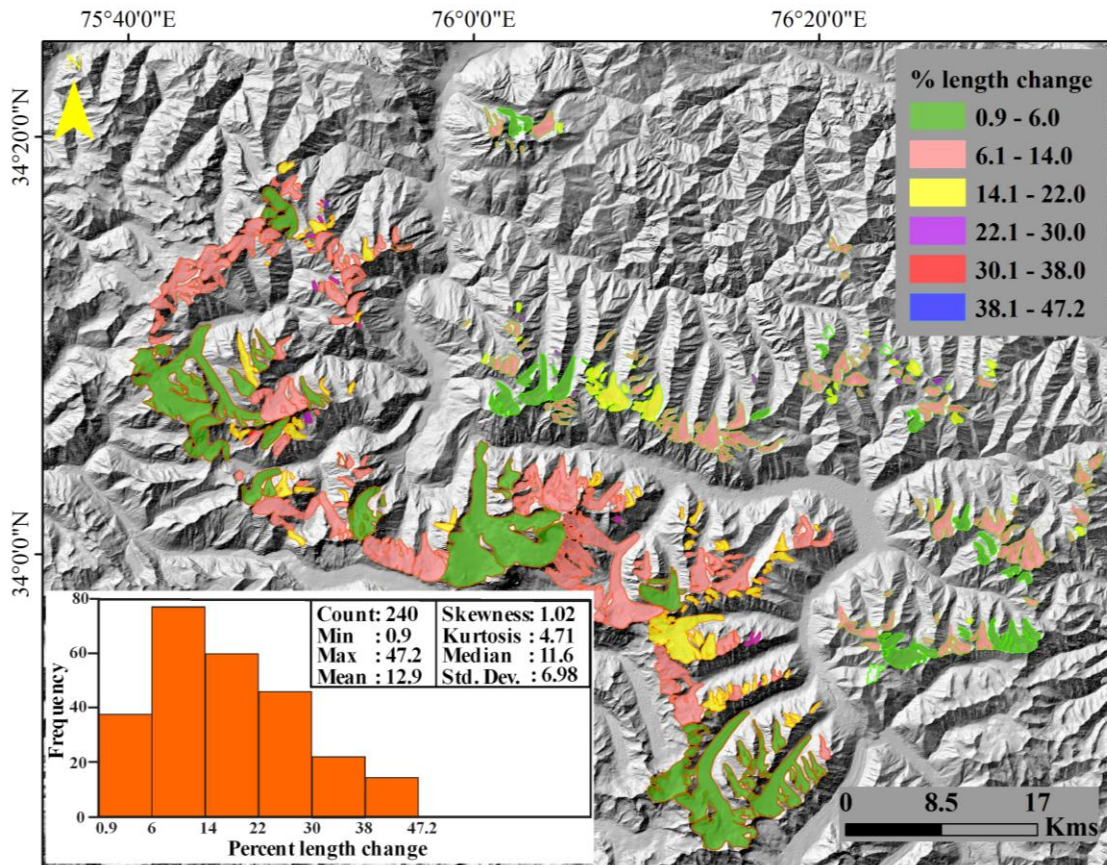 75°40'0"E 76°0'0"E 76°20'0"E
N
34°20'0"N
34°0'0"N
% length change
0.9 - 6.0
6.1 - 14.0
14.1 - 22.0
22.1 - 30.0
30.1 - 38.0
38.1 - 47.2
80
60
40
20
0
Frequency
Count: 240 Skewness: 1.02
Min : 0.9 Kurtosis : 4.71
Max : 47.2 Median : 11.6
Mean : 12.9 Std. Dev. : 6.98
0.9 6 14 22 30 38 47.2
Percent length change
0 8.5 17
Kms